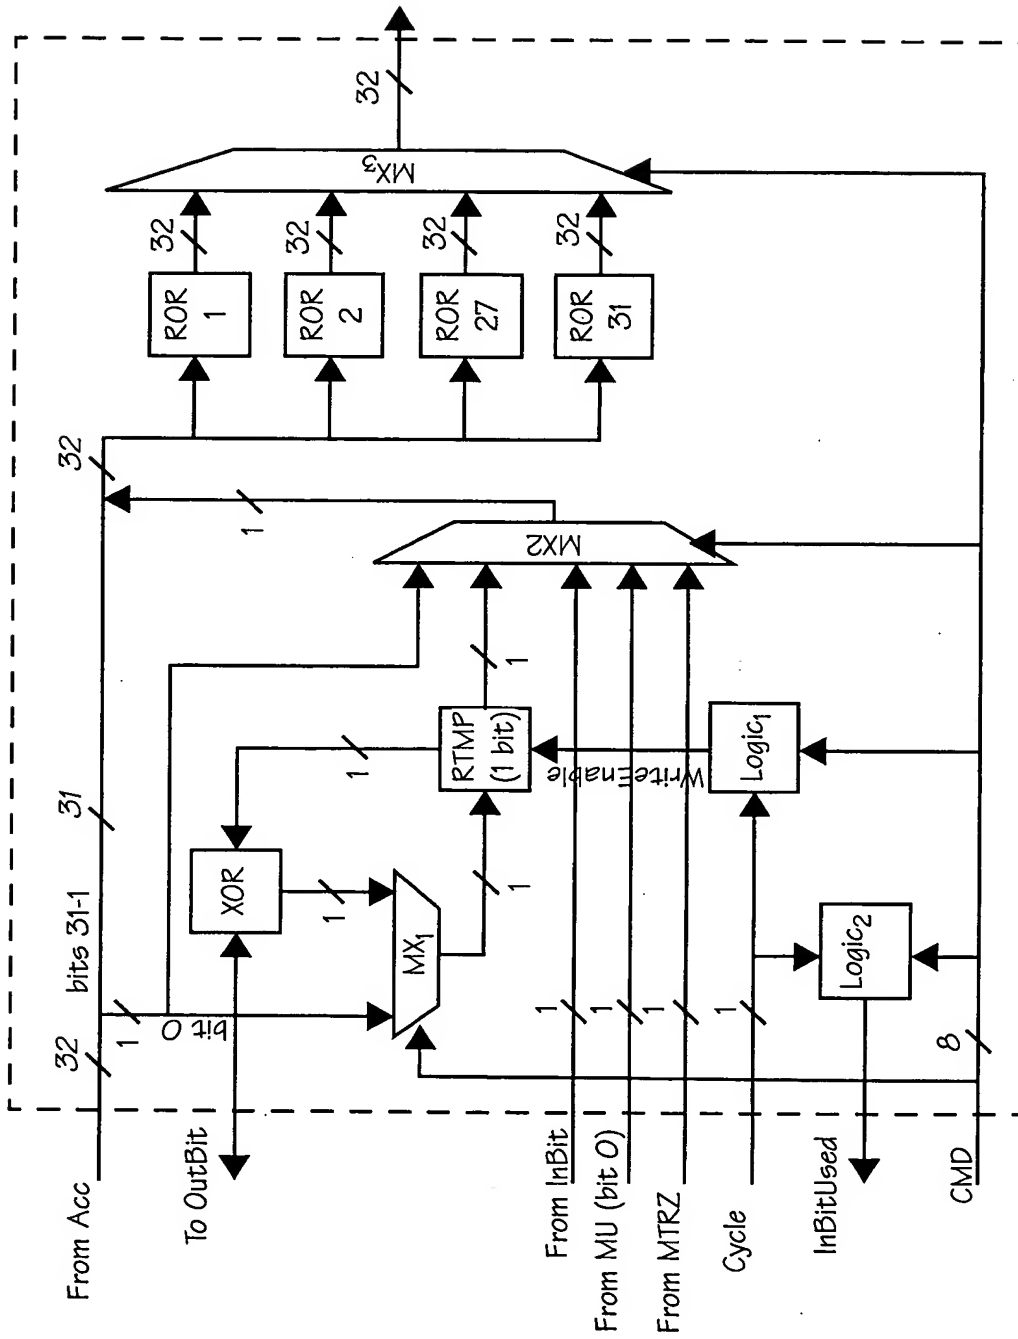 32
MX₃
32
32
32
32
ROR
1
ROR
2
ROR
27
ROR
31
32
1
MX2
1
1
RTMP
(1 bit)
WriteEnable
Logic₁
31
bits 31-1
XOR
1
MX₁
1
Logic₂
1
bit 0
32
1
1
1
1
8
From Acc
To OutBit
From InBit
From MU (bit 0)
From MTRZ
Cycle
InBitUsed
CMD